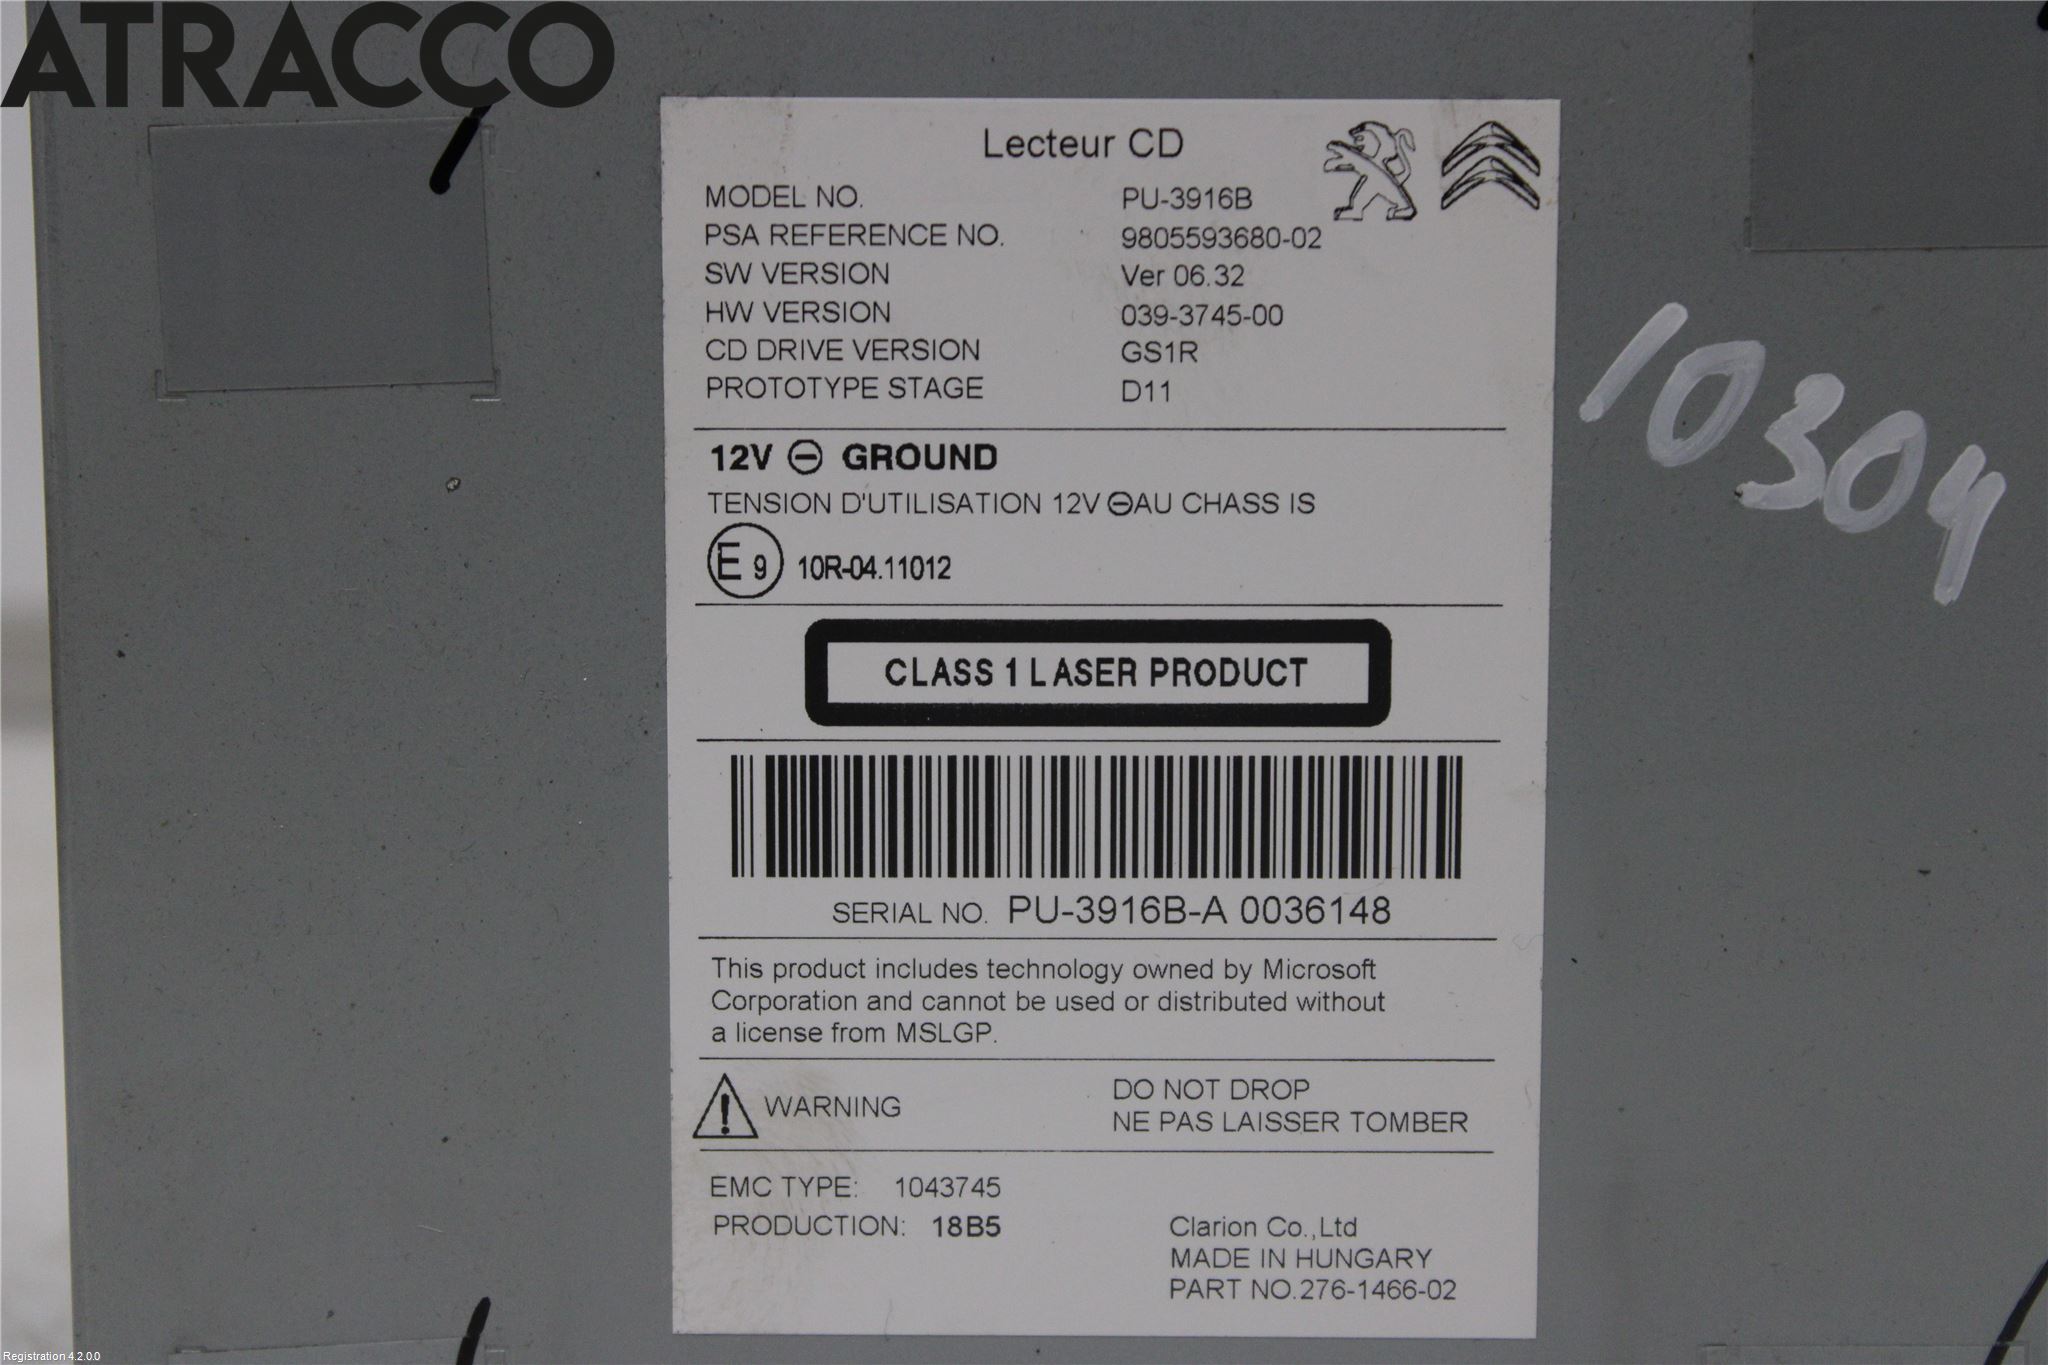 ATRACCO
Lecteur CD
MODEL NO. PU-3916B
PSA REFERENCE NO. 9805593680-02
SW VERSION Ver 06.32
HW VERSION 039-3745-00
CD DRIVE VERSION GS1R
PROTOTYPE STAGE D11
12V ⊖ GROUND
TENSION D'UTILISATION 12V ⊖AU CHASS IS
E 9 10R-04.11012
CLASS 1 LASER PRODUCT
SERIAL NO. PU-3916B-A 0036148
This product includes technology owned by Microsoft
Corporation and cannot be used or distributed without
a license from MSLGP.
WARNING
DO NOT DROP
NE PAS LAISSER TOMBER
EMC TYPE: 1043745
PRODUCTION: 18B5
Clarion Co.,Ltd
MADE IN HUNGARY
PART NO.276-1466-02
10304
Registration 4.2.0.0